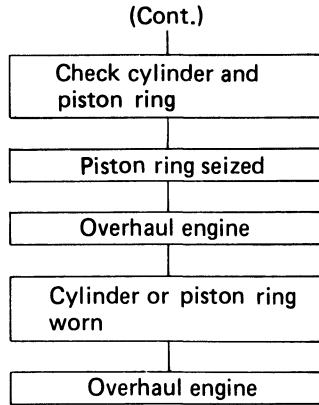 (Cont.)
Check cylinder and
piston ring
Piston ring seized
Overhaul engine
Cylinder or piston ring
worn
Overhaul engine